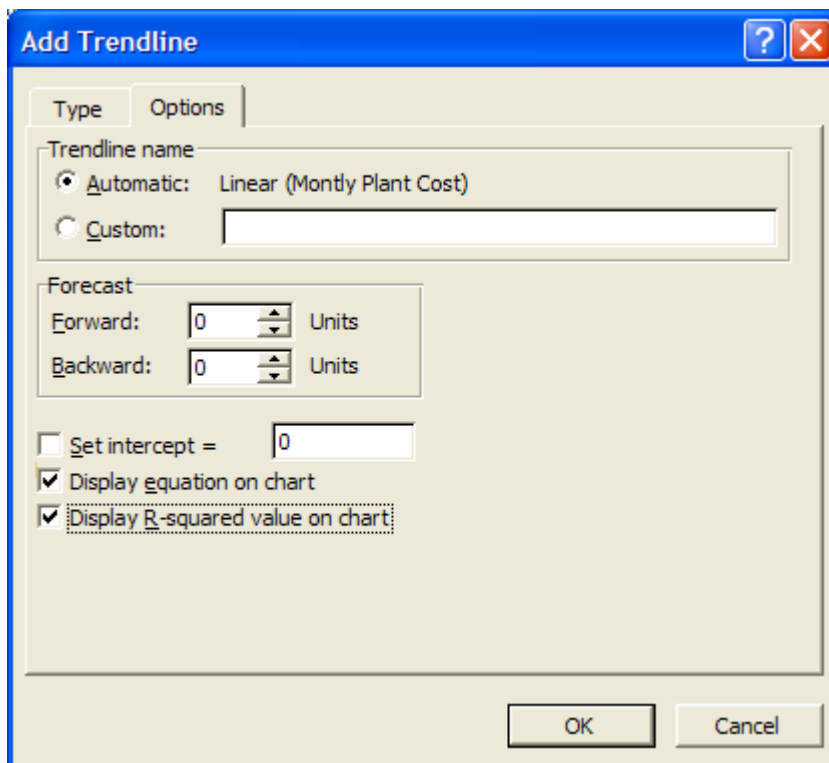 Add Trendline
Type Options
Trendline name
Automatic: Linear (Montly Plant Cost)
Custom:
Forecast
Forward: 0 Units
Backward: 0 Units
Set intercept = 0
Display equation on chart
Display R-squared value on chart
OK Cancel